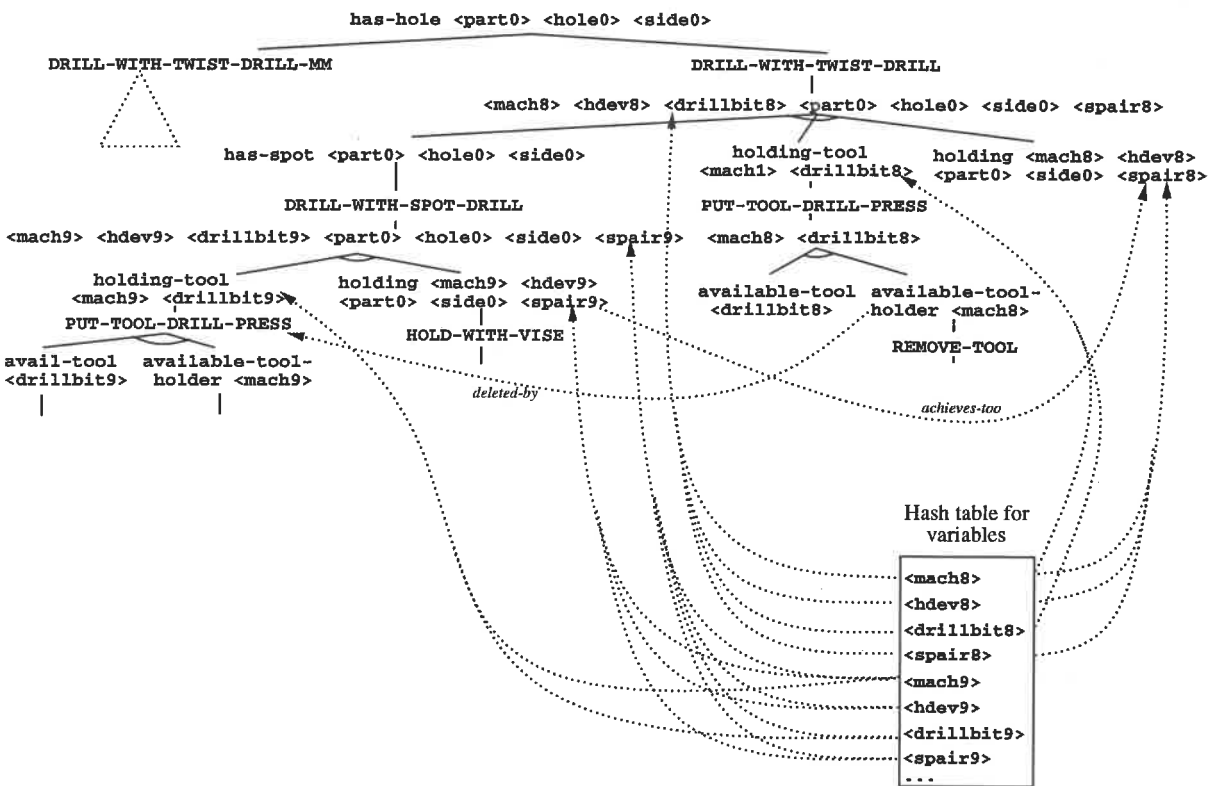 has-hole <part0> <hole0> <side0>
DRILL-WITH-TWIST-DRILL-MM
DRILL-WITH-TWIST-DRILL
<mach8> <hdev8> <drillbit8> <part0> <hole0> <side0> <spair8>
has-spot <part0> <hole0> <side0>
holding-tool
<mach1> <drillbit8>
holding <mach8> <hdev8>
<part0> <side0> <spair8>
DRILL-WITH-SPOT-DRILL
PUT-TOOL-DRILL-PRESS
<mach9> <hdev9> <drillbit9> <part0> <hole0> <side0> <spair9>
<mach8> <drillbit8>
holding-tool
<mach9> <drillbit9>
holding <mach9> <hdev9>
<part0> <side0> <spair9>
available-tool
<drillbit8>
available-tool-
holder <mach8>
PUT-TOOL-DRILL-PRESS
HOLD-WITH-VISE
REMOVE-TOOL
avail-tool
<drillbit9>
available-tool-
holder <mach9>
deleted-by
achieves-too
Hash table for
variables
<mach8>
<hdev8>
<drillbit8>
<spair8>
<mach9>
<hdev9>
<drillbit9>
<spair9>
...